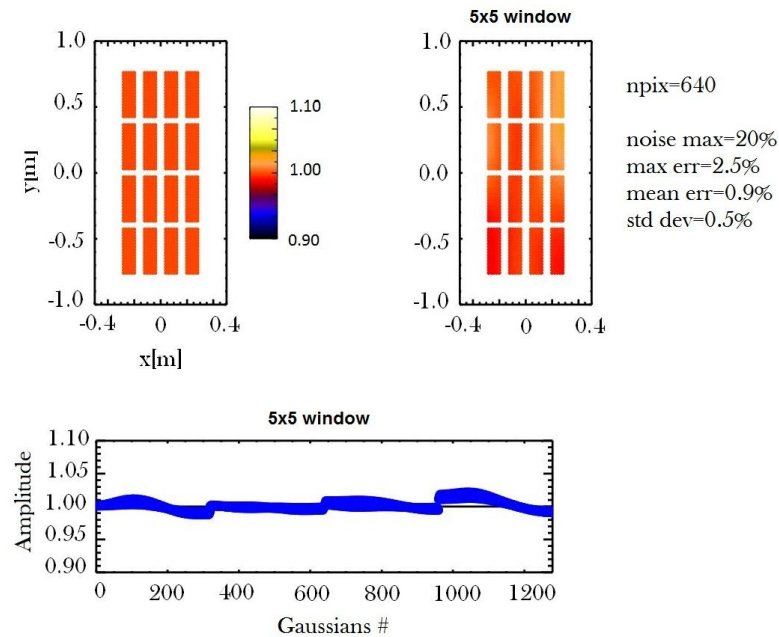 5x5 window
1.0
0.5
0.0
-0.5
-1.0
y[m]
-0.4
0
0.4
x[m]
1.10
1.00
0.90
1.0
0.5
0.0
-0.5
-1.0
-0.4
0
0.4
npix=640
noise max=20%
max err=2.5%
mean err=0.9%
std dev=0.5%
5x5 window
1.10
1.05
1.00
0.95
0.90
Amplitude
0
200
400
600
800
1000
1200
Gaussians #